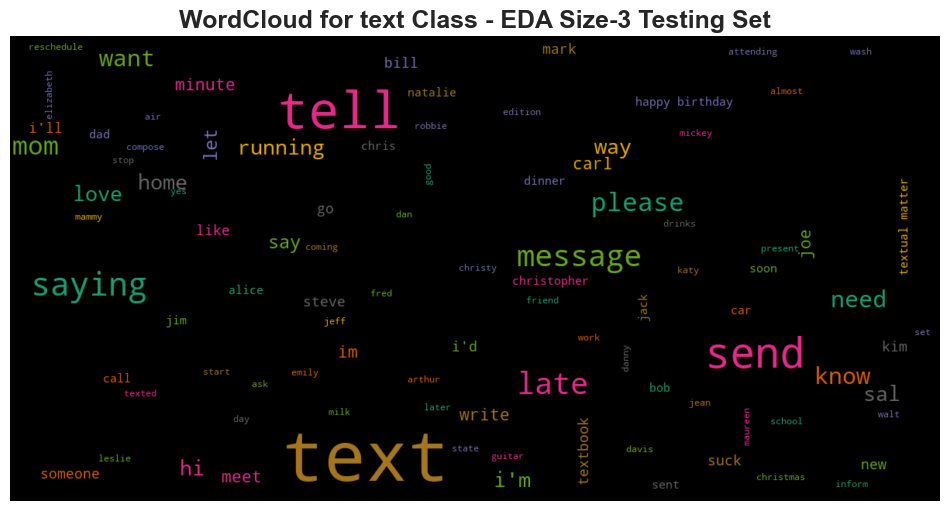 WordCloud for text Class - EDA Size-3 Testing Set
reschedule
want
elizabeth
minute
bill
mark
attending
wash
natalie
almost
tell
happy birthday
edition
air
i'll
dad
robbie
mickey
mom
compose
let
running
chris
way
stop
carl
good
home
yes
dinner
love
textual matter
please
go
mammy
dan
drinks
like
say
coming
joe
present
message
christy
katy
soon
saying
christopher
alice
fred
steve
friend
jack
need
car
jim
jeff
set
work
i'd
im
send
kim
danny
start
emily
call
arthur
ask
late
bob
know
texted
sal
jean
milk
later
write
walt
day
maureen
school
text
textbook
state
davis
leslie
guitar
suck
hi
new
someone
meet
i'm
sent
christmas
inform